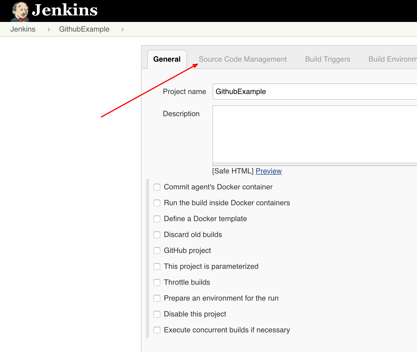 Jenkins
Jenkins GithubExample
General Source Code Management Build Triggers Build Environm
Project name GithubExample
Description
[Safe HTML] Preview
Commit agent's Docker container
Run the build inside Docker containers
Define a Docker template
Discard old builds
GitHub project
This project is parameterized
Throttle builds
Prepare an environment for the run
Disable this project
Execute concurrent builds if necessary